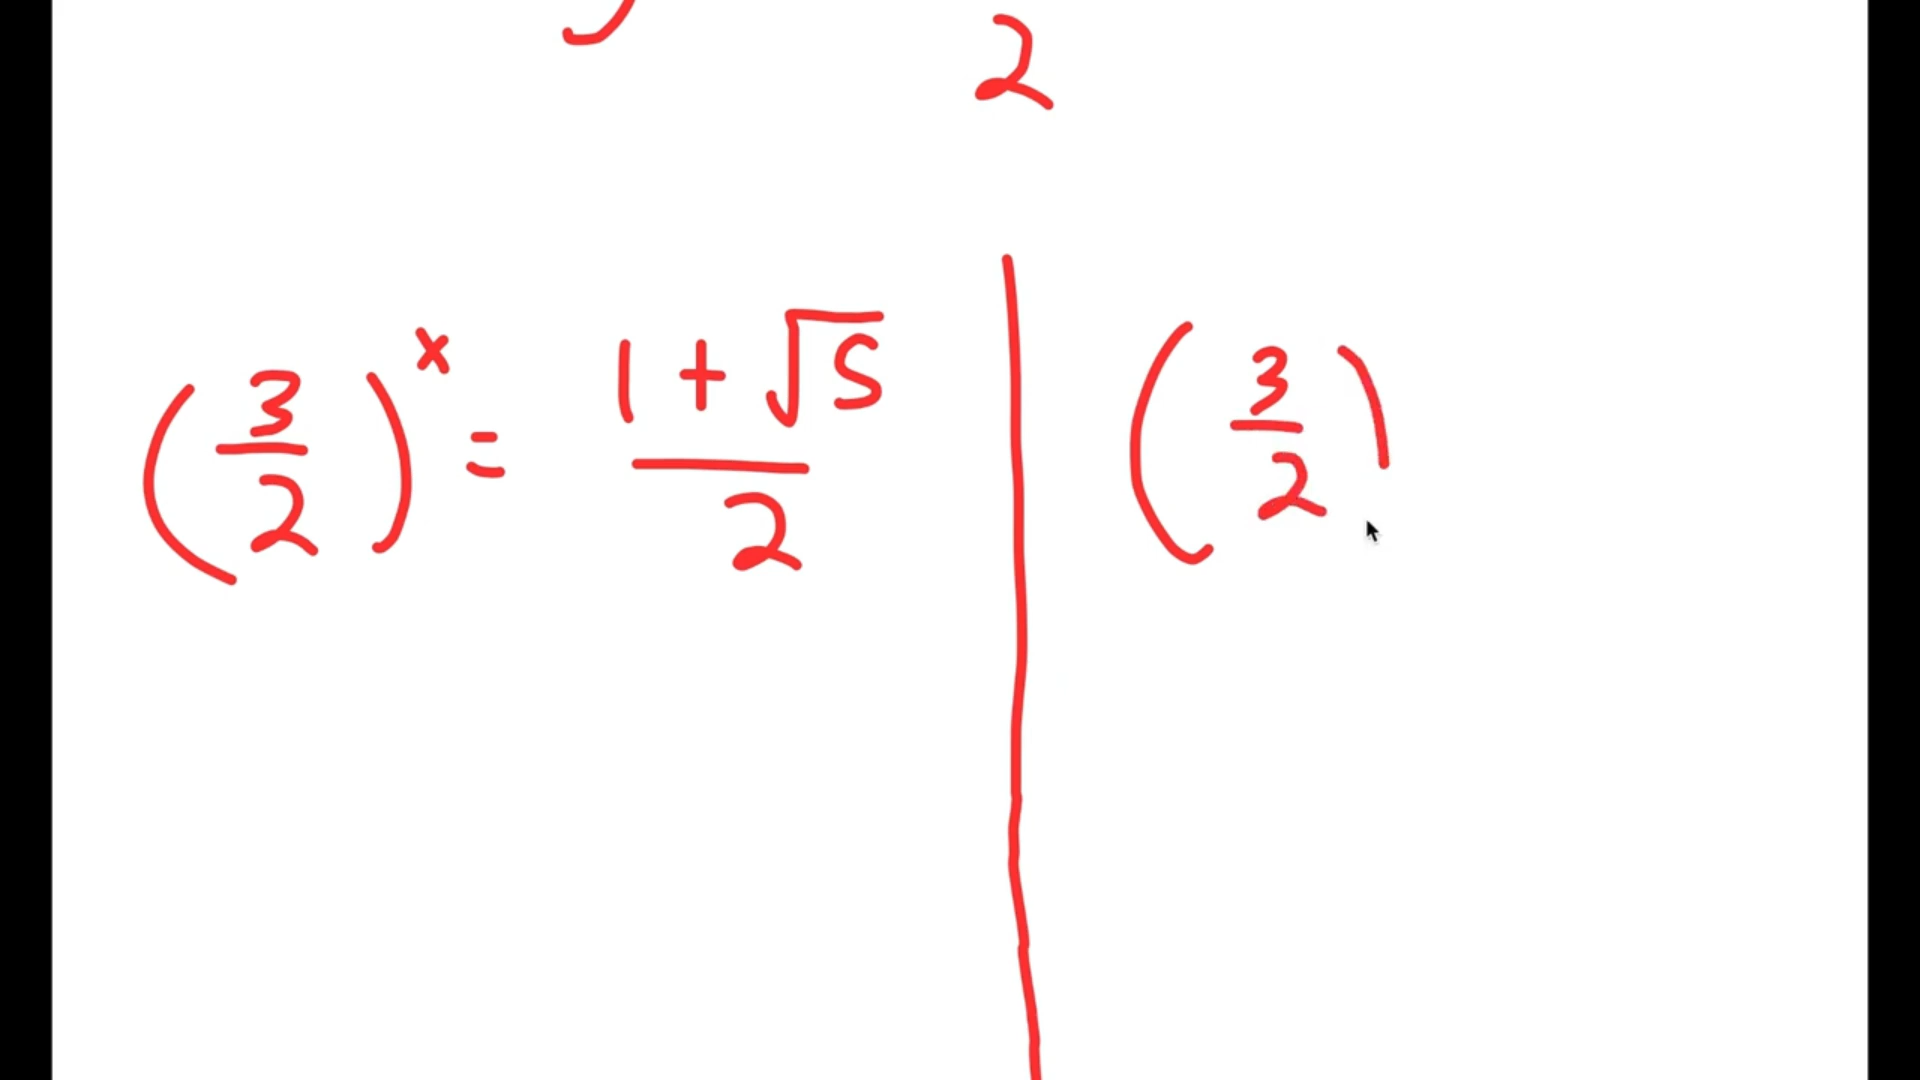 2
(3/2)^x = (1 + √5)/2
(3/2)